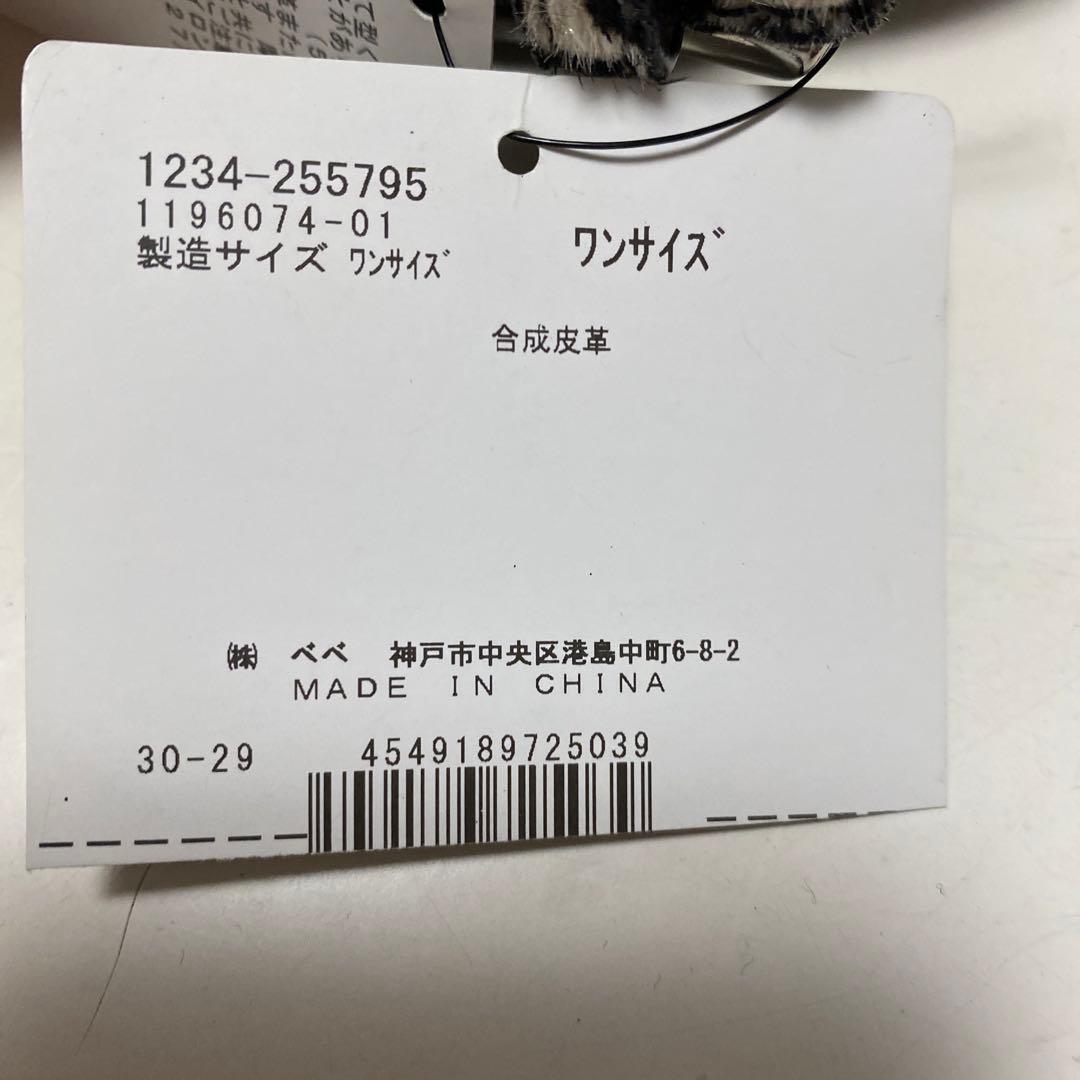 1234-255795
1196074-01
製造サイズ ﾜﾝｻｲｽﾞ ﾜﾝｻｲｽﾞ
合成皮革
㈱ べべ 神戸市中央区港島中町6-8-2
MADE IN CHINA
30-29 4549189725039